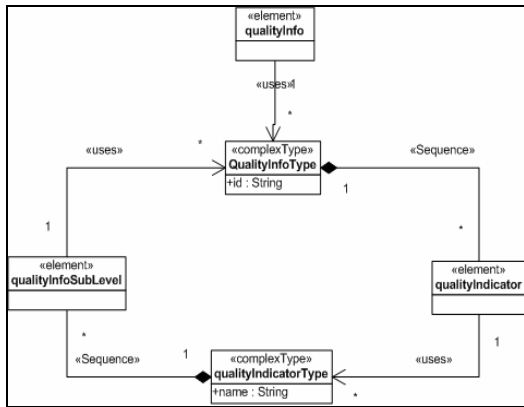 «element»
qualityInfo
«uses» 1
*
«uses»
*
«complexType»
QualityInfoType
+id : String
«Sequence»
1
1
*
«element»
qualityInfoSubLevel
«element»
qualityIndicator
*
1
«Sequence»
1
«complexType»
qualityIndicatorType
+name : String
«uses»
*